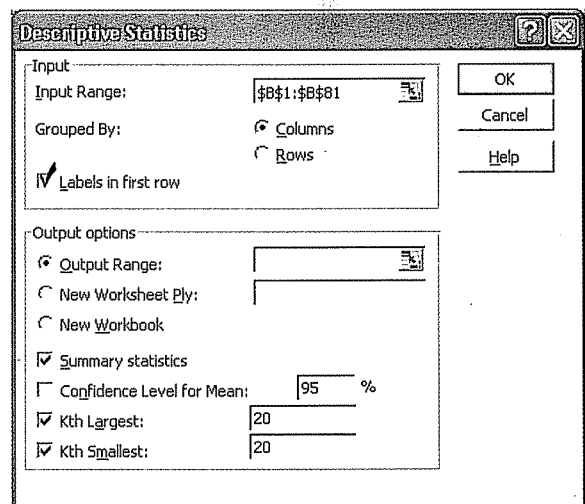 Descriptive Statistics
Input
Input Range: $B$1:$B$81
Grouped By: Columns
Rows
Labels in first row
OK
Cancel
Help
Output options
Output Range:
New Worksheet Ply:
New Workbook
Summary statistics
Confidence Level for Mean: 95 %
Kth Largest: 20
Kth Smallest: 20